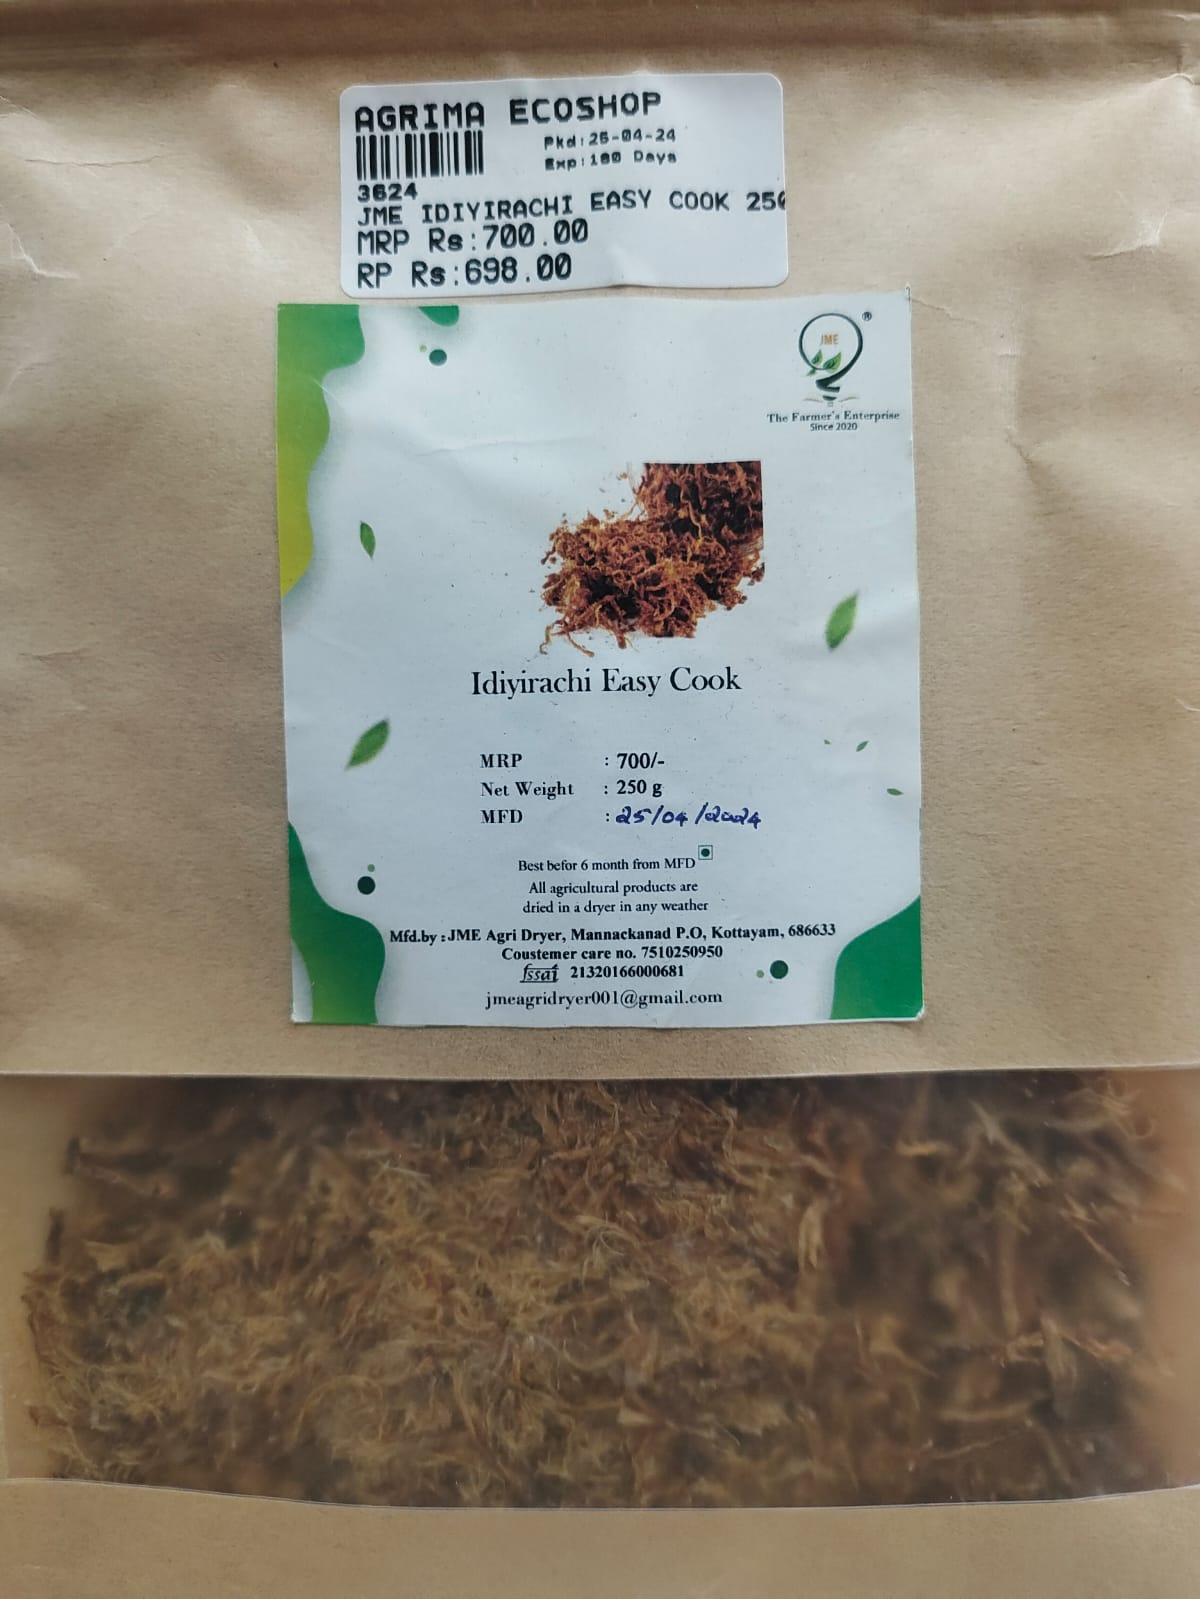 AGRIMA ECOSHOP
Pkd:25-04-24
Exp:180 Days
3624
JME IDIYIRACHI EASY COOK 250
MRP Rs:700.00
RP Rs:698.00
JME
®
The Farmer's Enterprise
Since 2020
Idiyirachi Easy Cook
MRP : 700/-
Net Weight : 250 g
MFD : 25/04/2024
Best befor 6 month from MFD
All agricultural products are
dried in a dryer in any weather
Mfd.by : JME Agri Dryer, Mannackanad P.O, Kottayam, 686633
Coustemer care no. 7510250950
fssai 21320166000681
jmeagridryer001@gmail.com